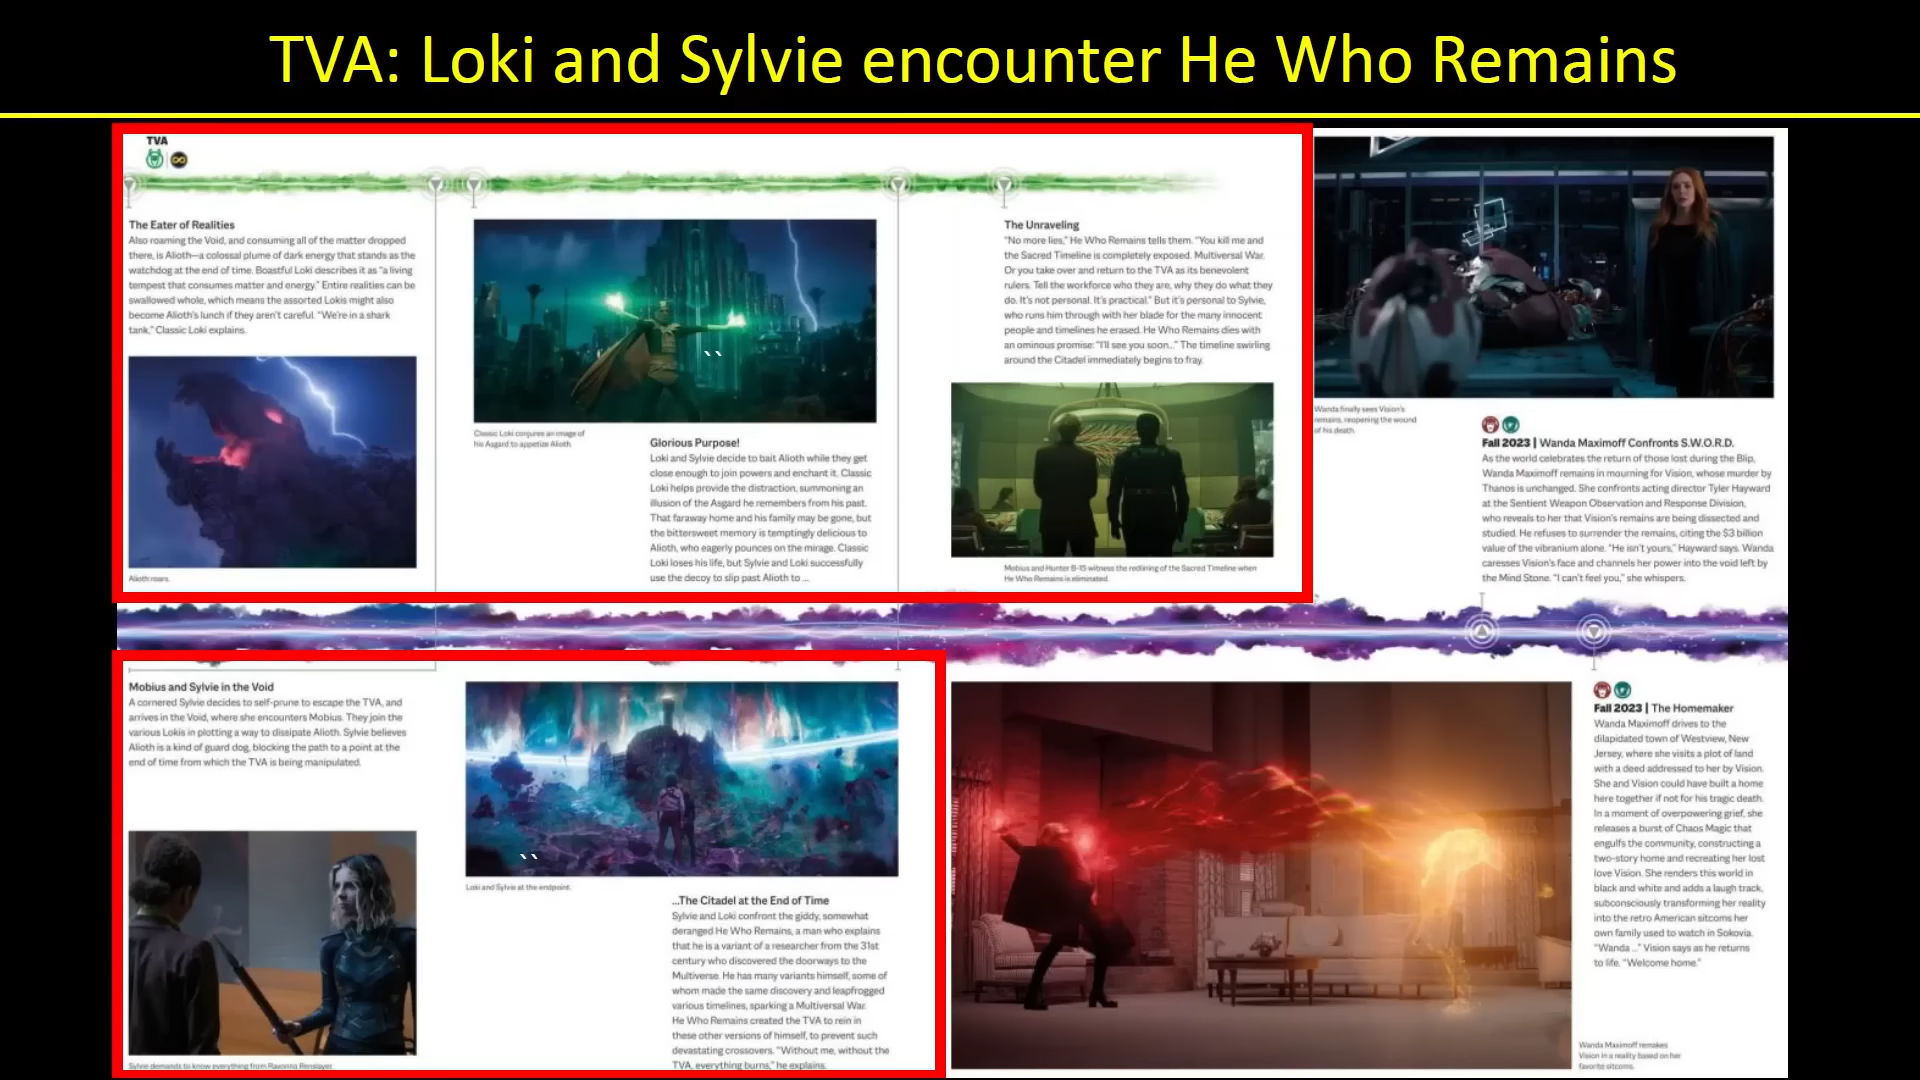 TVA: Loki and Sylvie encounter He Who Remains
TVA
The Eater of Realities
Also roaming the Void, and consuming all of the matter dropped
there, is Alioth—a colossal plume of dark energy that stands as the
watchdog at the end of time. Boastful Loki describes it as “a living
tempest that consumes matter and energy.” Entire realities can be
swallowed whole, which means the assorted Lokis might also
become Alioth's lunch if they aren't careful. “We're in a shark
tank,” Classic Loki explains.
Alioth roars.
Classic Loki conjures an image of
his Asgard to appetize Alioth.
Glorious Purpose!
Loki and Sylvie decide to bait Alioth while they get
close enough to join powers and enchant it. Classic
Loki helps provide the distraction, summoning an
illusion of the Asgard he remembers from his past.
That faraway home and his family may be gone, but
the bittersweet memory is temptingly delicious to
Alioth, who eagerly pounces on the mirage. Classic
Loki loses his life, but Sylvie and Loki successfully
use the decoy to slip past Alioth to ...
The Unraveling
“No more lies,” He Who Remains tells them. “You kill me and
the Sacred Timeline is completely exposed. Multiversal War.
Or you take over and return to the TVA as its benevolent
rulers. Tell the workforce who they are, why they do what they
do. It's not personal. It's practical.” But it's personal to Sylvie,
who runs him through with her blade for the many innocent
people and timelines he erased. He Who Remains dies with
an ominous promise: “I'll see you soon...” The timeline swirling
around the Citadel immediately begins to fray.
Mobius and Hunter B-15 witness the redlining of the Sacred Timeline when
He Who Remains is eliminated.
Wanda finally sees Vision's
remains, reopening the wound
of his death.
Fall 2023 | Wanda Maximoff Confronts S.W.O.R.D.
As the world celebrates the return of those lost during the Blip,
Wanda Maximoff remains in mourning for Vision, whose murder by
Thanos is unchanged. She confronts acting director Tyler Hayward
at the Sentient Weapon Observation and Response Division,
who reveals to her that Vision's remains are being dissected and
studied. He refuses to surrender the remains, citing the $3 billion
value of the vibranium alone. “He isn't yours,” Hayward says. Wanda
caresses Vision's face and channels her power into the void left by
the Mind Stone. “I can't feel you,” she whispers.
Mobius and Sylvie in the Void
A cornered Sylvie decides to self-prune to escape the TVA, and
arrives in the Void, where she encounters Mobius. They join the
various Lokis in plotting a way to dissipate Alioth. Sylvie believes
Alioth is a kind of guard dog, blocking the path to a point at the
end of time from which the TVA is being manipulated.
Sylvie demands to know everything from Ravonna Renslayer.
Loki and Sylvie at the endpoint.
...The Citadel at the End of Time
Sylvie and Loki confront the giddy, somewhat
deranged He Who Remains, a man who explains
that he is a variant of a researcher from the 31st
century who discovered the doorways to the
Multiverse. He has many variants himself, some of
whom made the same discovery and leapfrogged
various timelines, sparking a Multiversal War.
He Who Remains created the TVA to rein in
these other versions of himself, to prevent such
devastating crossovers. “Without me, without the
TVA, everything burns,” he explains.
Fall 2023 | The Homemaker
Wanda Maximoff drives to the
dilapidated town of Westview, New
Jersey, where she visits a plot of land
with a deed addressed to her by Vision.
She and Vision could have built a home
here together if not for his tragic death.
In a moment of overpowering grief, she
releases a burst of Chaos Magic that
engulfs the community, constructing a
two-story home and recreating her lost
love Vision. She renders this world in
black and white and adds a laugh track,
subconsciously transforming her reality
into the retro American sitcoms her
own family used to watch in Sokovia.
“Wanda ...” Vision says as he returns
to life. “Welcome home.”
Wanda Maximoff remakes
Vision in a reality based on her
favorite sitcoms.